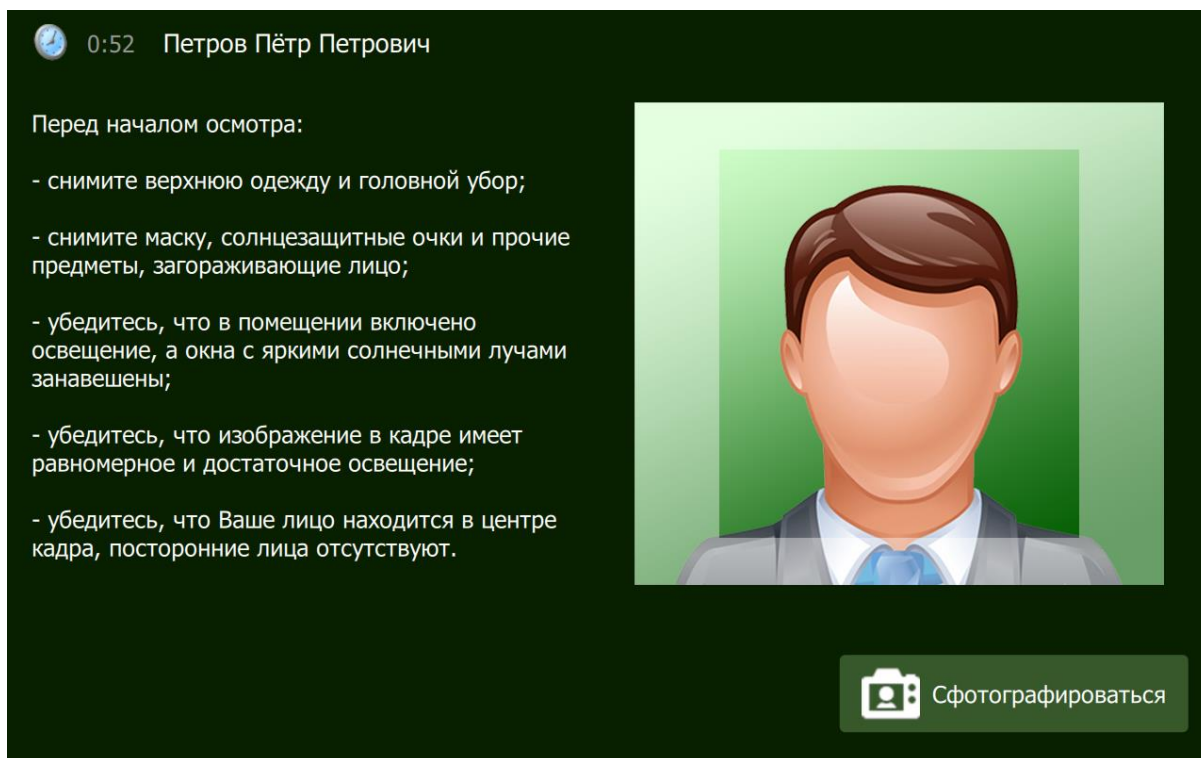 0:52 Петров Пётр Петрович
Перед началом осмотра:
- снимите верхнюю одежду и головной убор;
- снимите маску, солнцезащитные очки и прочие
предметы, загораживающие лицо;
- убедитесь, что в помещении включено
освещение, а окна с яркими солнечными лучами
занавешены;
- убедитесь, что изображение в кадре имеет
равномерное и достаточное освещение;
- убедитесь, что Ваше лицо находится в центре
кадра, посторонние лица отсутствуют.
Сфотографироваться